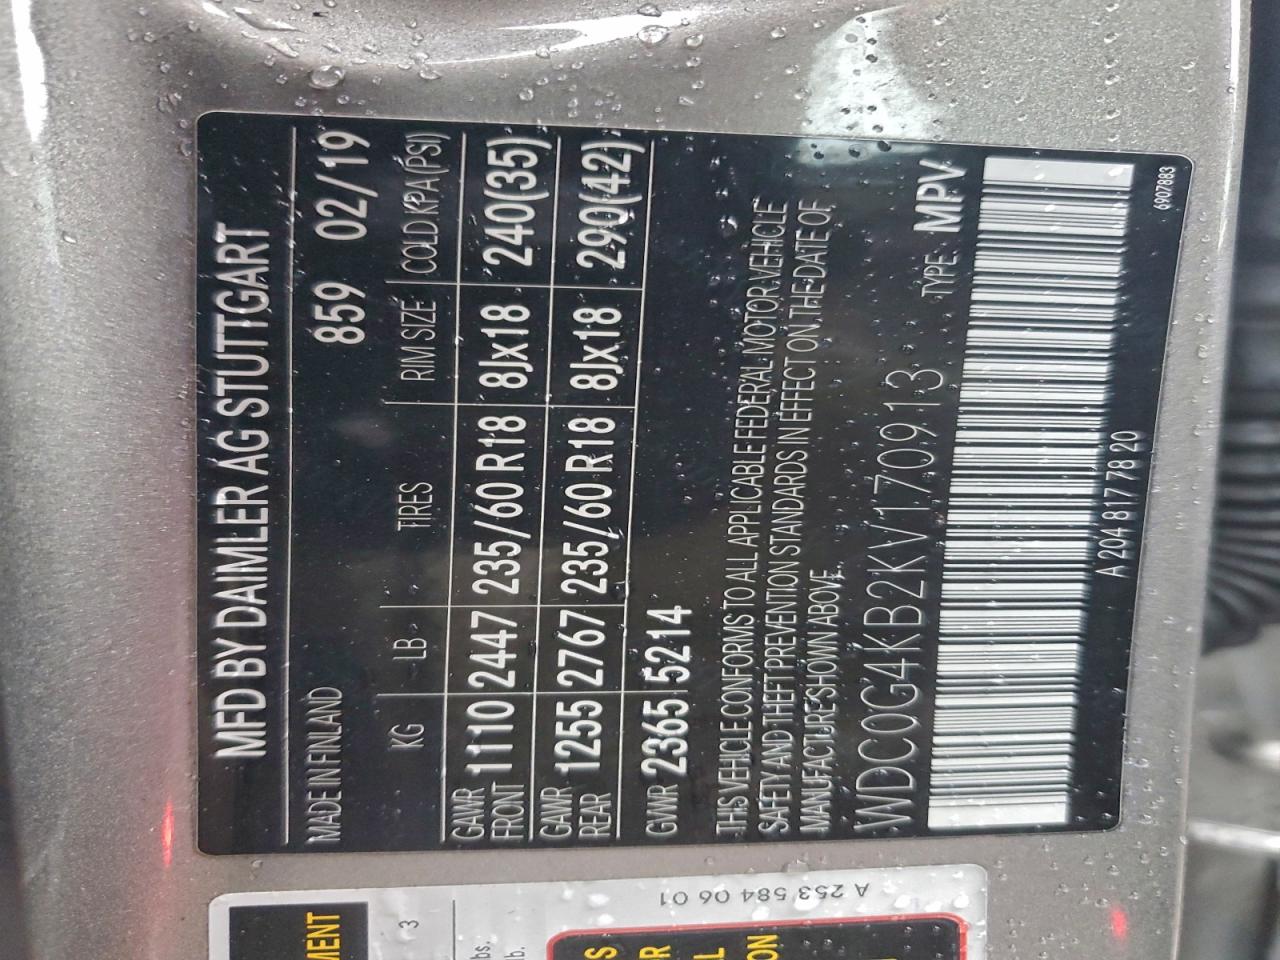 MFD BY DAIMLER AG STUTTGART
MADE IN FINLAND 859 02/19
KG LB TIRES RIM SIZE COLD KPA(PSI)
GAWR FRONT 1110 2447 235/60 R18 8Jx18 240(35)
GAWR REAR 1255 2767 235/60 R18 8Jx18 290(42)
GVWR 2365 5214
THIS VEHICLE CONFORMS TO ALL APPLICABLE FEDERAL MOTOR VEHICLE
SAFETY AND THEFT PREVENTION STANDARDS IN EFFECT ON THE DATE OF
MANUFACTURE SHOWN ABOVE.
WDC0G4KB2KV170913 TYPE: MPV
A 204 817 78 20
6907883
A 253 584 06 01
3